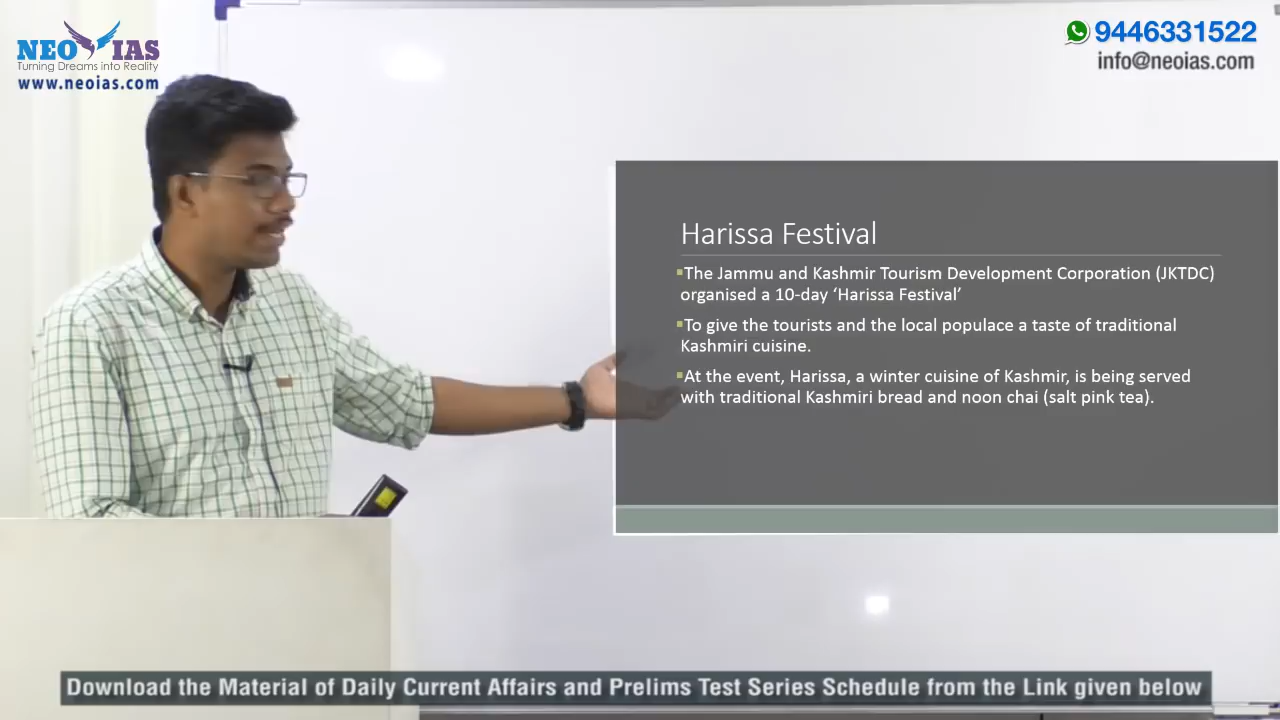 NEO IAS
Turning Dreams into Reality
www.neoias.com
9446331522
info@neoias.com
Harissa Festival
The Jammu and Kashmir Tourism Development Corporation (JKTDC)
organised a 10-day ‘Harissa Festival’
To give the tourists and the local populace a taste of traditional
Kashmiri cuisine.
At the event, Harissa, a winter cuisine of Kashmir, is being served
with traditional Kashmiri bread and noon chai (salt pink tea).
Download the Material of Daily Current Affairs and Prelims Test Series Schedule from the Link given below